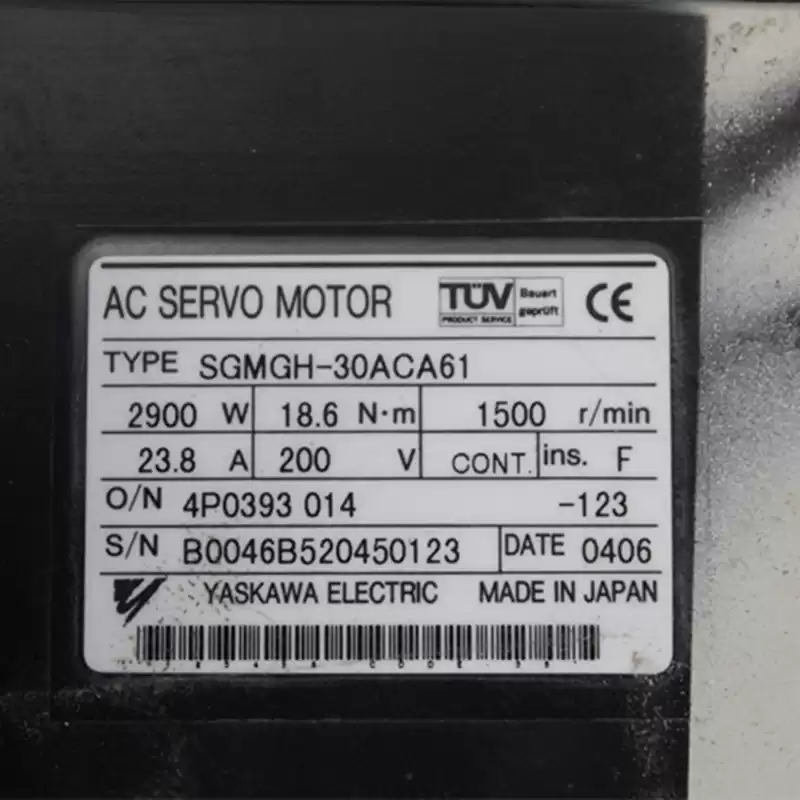 AC SERVO MOTOR TÜV PRODUCT SERVICE Bauart geprüft CE
TYPE SGMGH-30ACA61
2900 W 18.6 N·m 1500 r/min
23.8 A 200 V CONT. ins. F
O/N 4P0393 014 -123
S/N B0046B520450123 DATE 0406
YASKAWA ELECTRIC MADE IN JAPAN